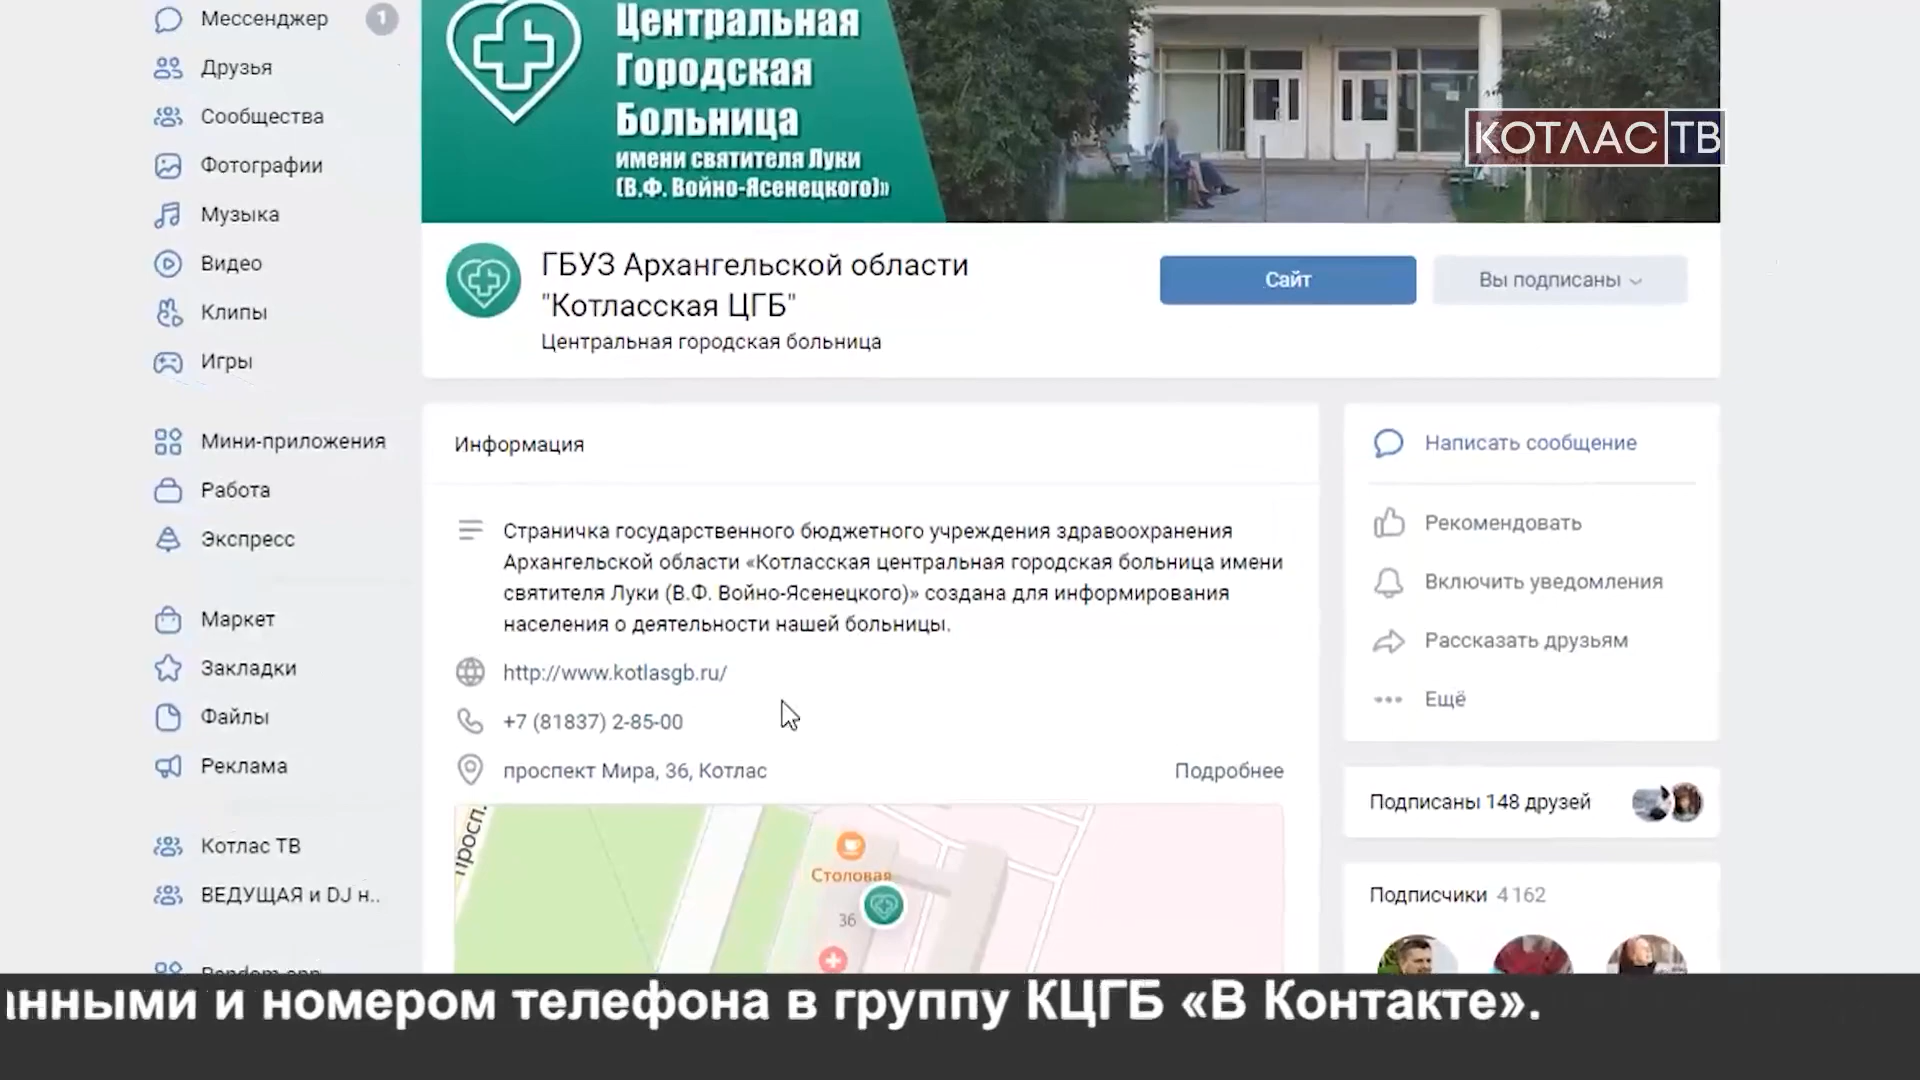 Мессенджер 1
Друзья
Сообщества
Фотографии
Музыка
Видео
Клипы
Игры
Мини-приложения
Работа
Экспресс
Маркет
Закладки
Файлы
Реклама
Котлас ТВ
ВЕДУЩАЯ и DJ н..
Центральная
Городская
Больница
имени святителя Луки
(В.Ф. Войно-Ясенецкого)»
КОТЛАС ТВ
ГБУЗ Архангельской области
"Котласская ЦГБ"
Центральная городская больница
Сайт
Вы подписаны
Информация
Страничка государственного бюджетного учреждения здравоохранения
Архангельской области «Котласская центральная городская больница имени
святителя Луки (В.Ф. Войно-Ясенецкого)» создана для информирования
населения о деятельности нашей больницы.
http://www.kotlasgb.ru/
+7 (81837) 2-85-00
проспект Мира, 36, Котлас
Подробнее
просп.
Столовая
36
Написать сообщение
Рекомендовать
Включить уведомления
Рассказать друзьям
Ещё
Подписаны 148 друзей
Подписчики 4 162
анными и номером телефона в группу КЦГБ «В Контакте».